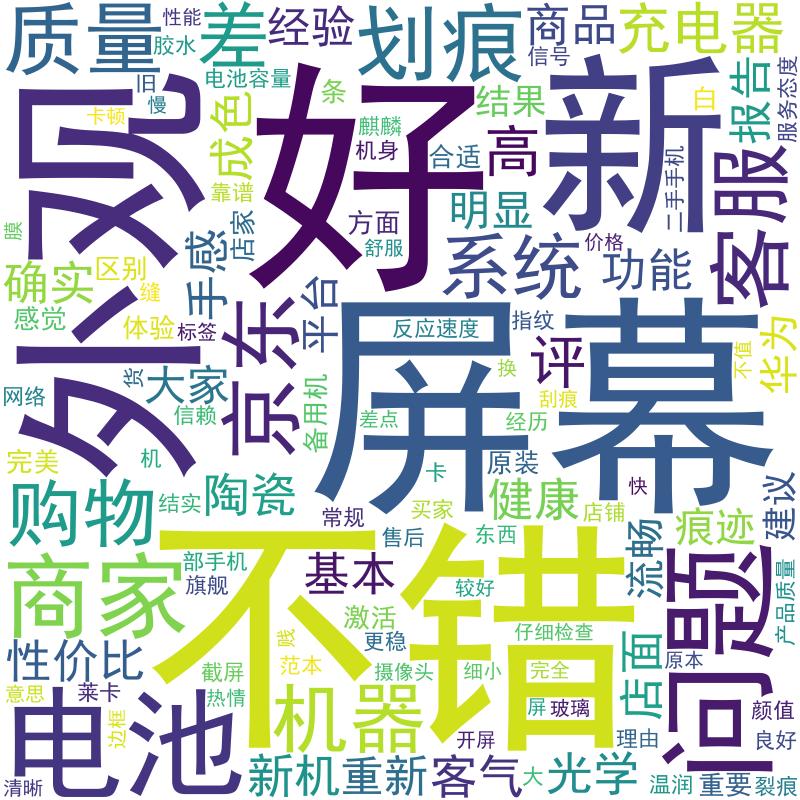 质量
差
性能
胶水
经验
划痕
商品
信号
充电器
服务态度
报告
旧
慢
电池容量
条
结果
白
卡顿
外观
成色
好
麒麟
机身
合适
高
新
二手手机
客服
靠谱
明显
膜
手感
店家
方面
舒服
系统
价格
功能
确实
区别
缝
感觉
体验
标签
京东
平台
反应速度
指纹
华为
不值
屏幕
评
换
网络
货
大家
信赖
备用机
差点
经历
刮痕
完美
机
原装
卡
快
购物
结实
陶瓷
常规
买家
健康
店铺
售后
东西
痕迹
建议
商家
不错
部手机
旗舰
基本
较好
流畅
问题
产品质量
激活
更稳
仔细检查
性价比
贱
范本
截屏
摄像头
细小
完全
店面
原本
意思
莱卡
热情
电池
边框
机器
屏
玻璃
颜值
开屏
理由
良好
清晰
新机
重新
客气
大
光学
温润
重要
裂痕